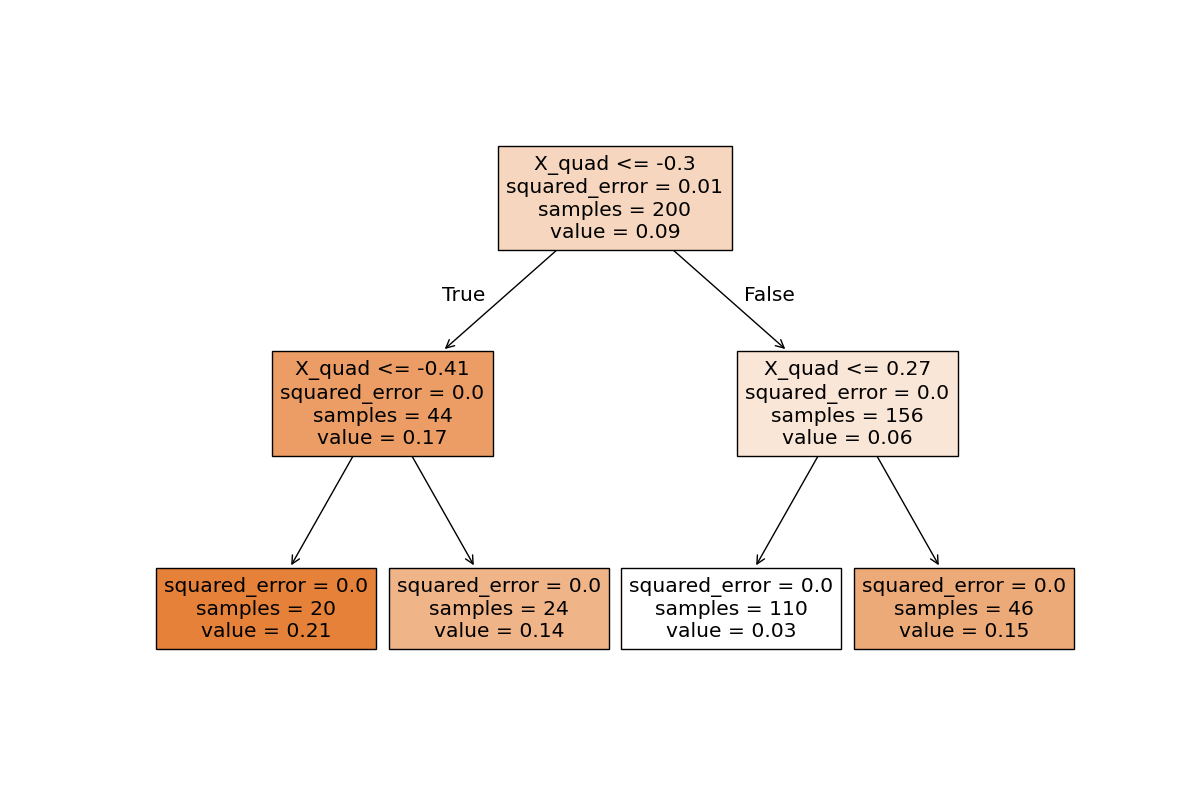 X_quad <= -0.3
squared_error = 0.01
samples = 200
value = 0.09
True
False
X_quad <= -0.41
squared_error = 0.0
samples = 44
value = 0.17
X_quad <= 0.27
squared_error = 0.0
samples = 156
value = 0.06
squared_error = 0.0
samples = 20
value = 0.21
squared_error = 0.0
samples = 24
value = 0.14
squared_error = 0.0
samples = 110
value = 0.03
squared_error = 0.0
samples = 46
value = 0.15